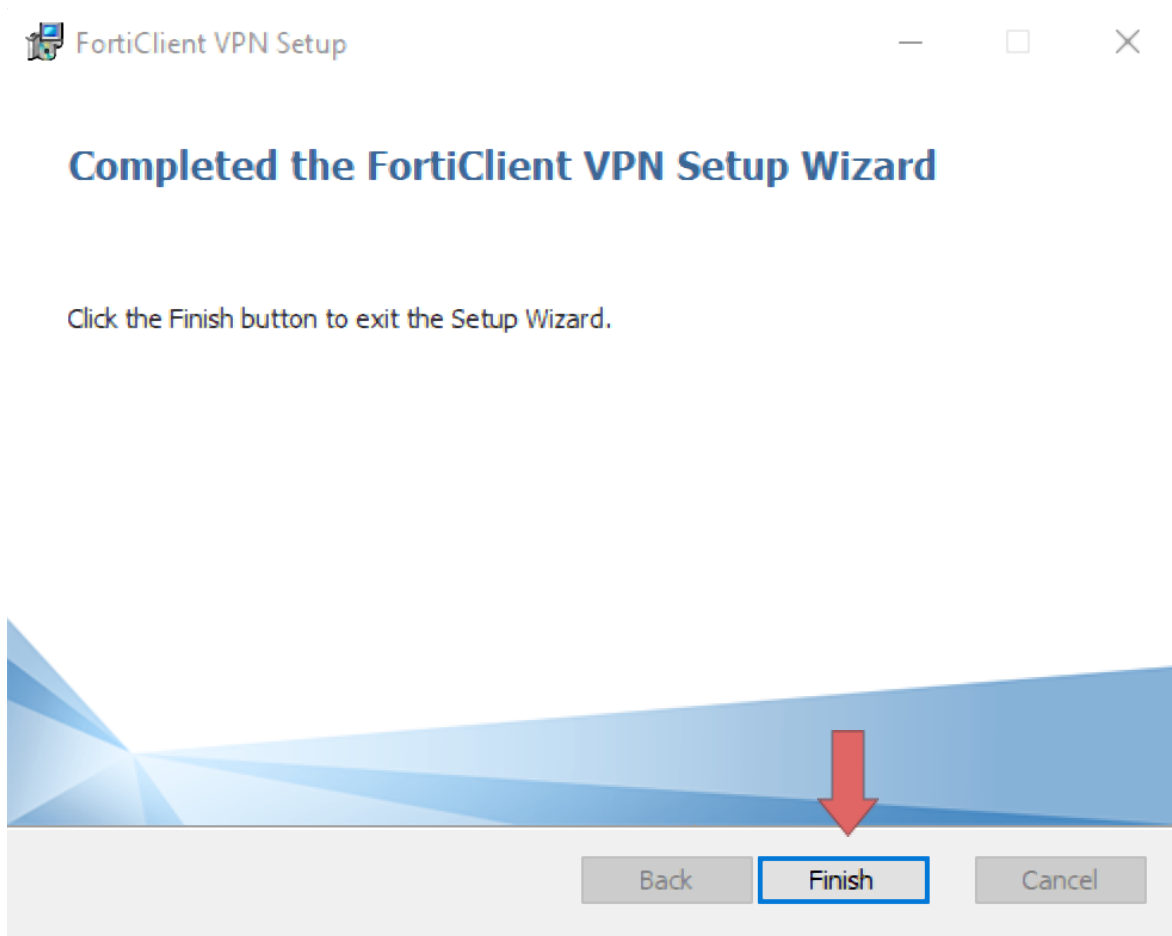 FortiClient VPN Setup
Completed the FortiClient VPN Setup Wizard
Click the Finish button to exit the Setup Wizard.
Back
Finish
Cancel